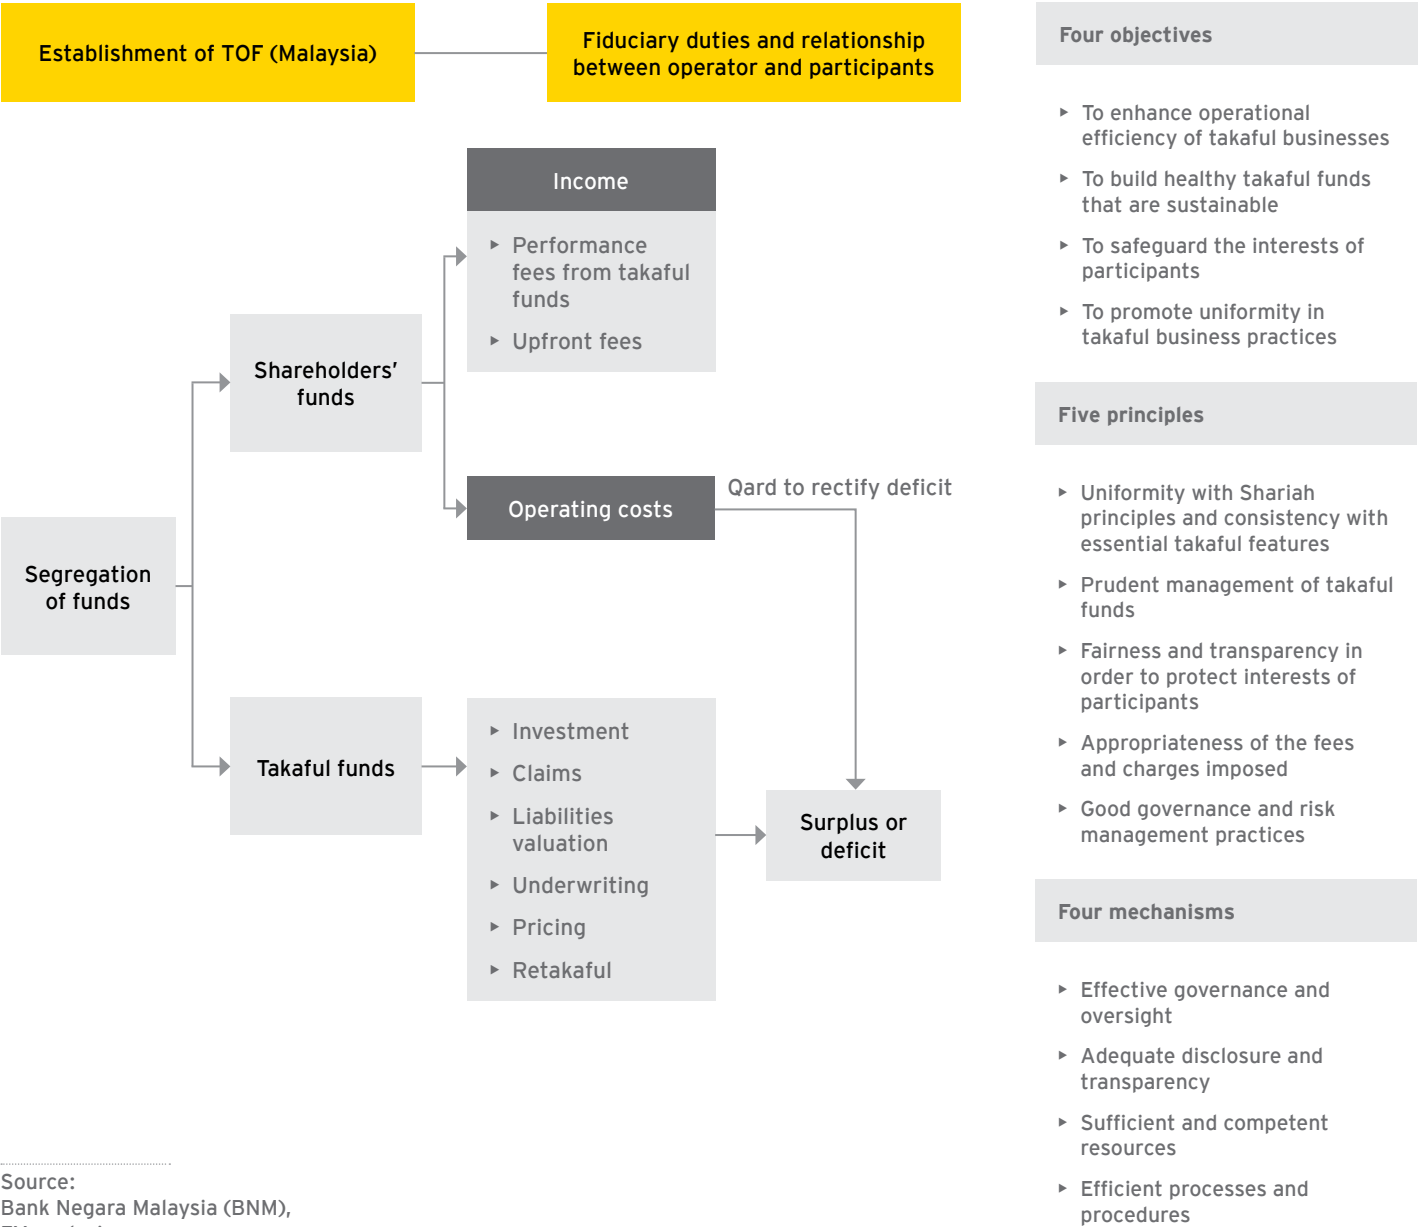 Establishment of TOF (Malaysia)
Fiduciary duties and relationship
between operator and participants
Income
▸ Performance
fees from takaful
funds
▸ Upfront fees
Shareholders’
funds
Operating costs
Qard to rectify deficit
Segregation
of funds
Takaful funds
▸ Investment
▸ Claims
▸ Liabilities
valuation
▸ Underwriting
▸ Pricing
▸ Retakaful
Surplus or
deficit
Source:
Bank Negara Malaysia (BNM),
Four objectives
▸ To enhance operational
efficiency of takaful businesses
▸ To build healthy takaful funds
that are sustainable
▸ To safeguard the interests of
participants
▸ To promote uniformity in
takaful business practices
Five principles
▸ Uniformity with Shariah
principles and consistency with
essential takaful features
▸ Prudent management of takaful
funds
▸ Fairness and transparency in
order to protect interests of
participants
▸ Appropriateness of the fees
and charges imposed
▸ Good governance and risk
management practices
Four mechanisms
▸ Effective governance and
oversight
▸ Adequate disclosure and
transparency
▸ Sufficient and competent
resources
▸ Efficient processes and
procedures